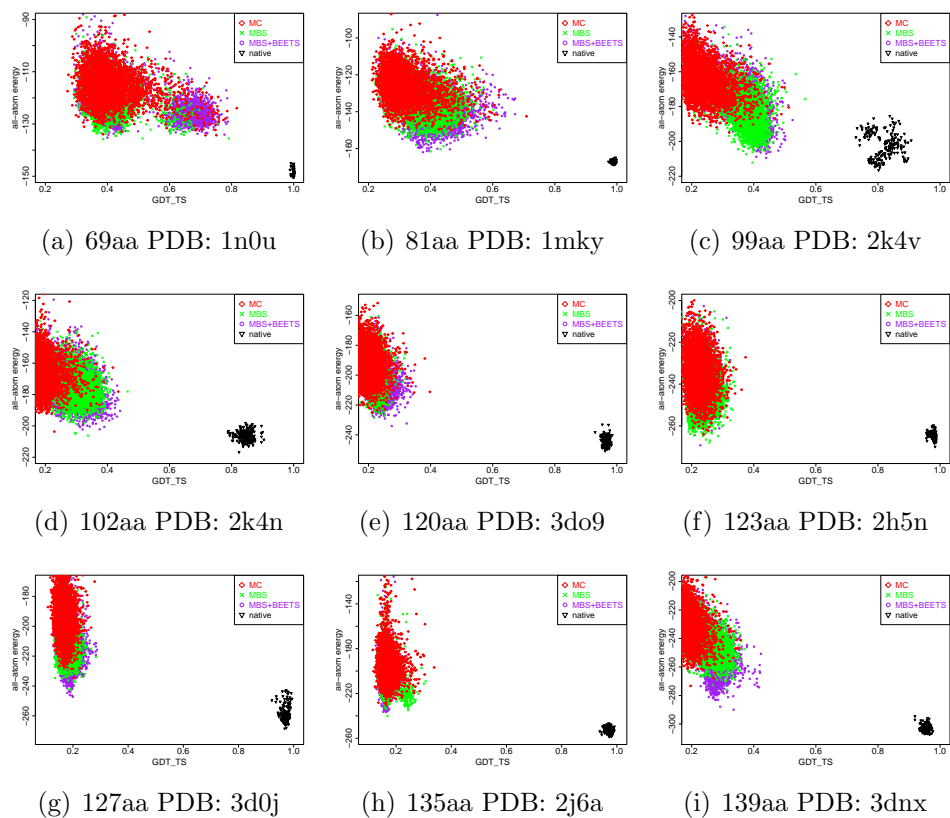 MC
MBS
MBS+BEETS
native
all−atom energy
−90
−110
−130
−150
0.2 0.4 0.6 0.8 1.0
GDT_TS
(a) 69aa PDB: 1n0u
MC
MBS
MBS+BEETS
native
all−atom energy
−100
−120
−140
−160
0.2 0.4 0.6 0.8 1.0
GDT_TS
(b) 81aa PDB: 1mky
MC
MBS
MBS+BEETS
native
all−atom energy
−140
−160
−180
−200
−220
0.2 0.4 0.6 0.8 1.0
GDT_TS
(c) 99aa PDB: 2k4v
MC
MBS
MBS+BEETS
native
all−atom energy
−120
−140
−160
−180
−200
−220
0.2 0.4 0.6 0.8 1.0
GDT_TS
(d) 102aa PDB: 2k4n
MC
MBS
MBS+BEETS
native
all−atom energy
−160
−180
−200
−220
−240
0.2 0.4 0.6 0.8 1.0
GDT_TS
(e) 120aa PDB: 3do9
MC
MBS
MBS+BEETS
native
all−atom energy
−200
−220
−240
−260
0.2 0.4 0.6 0.8 1.0
GDT_TS
(f) 123aa PDB: 2h5n
MC
MBS
MBS+BEETS
native
all−atom energy
−180
−200
−220
−240
−260
0.2 0.4 0.6 0.8 1.0
GDT_TS
(g) 127aa PDB: 3d0j
MC
MBS
MBS+BEETS
native
all−atom energy
−140
−180
−220
−260
0.2 0.4 0.6 0.8 1.0
GDT_TS
(h) 135aa PDB: 2j6a
MC
MBS
MBS+BEETS
native
all−atom energy
−200
−220
−240
−260
−280
−300
0.2 0.4 0.6 0.8 1.0
GDT_TS
(i) 139aa PDB: 3dnx